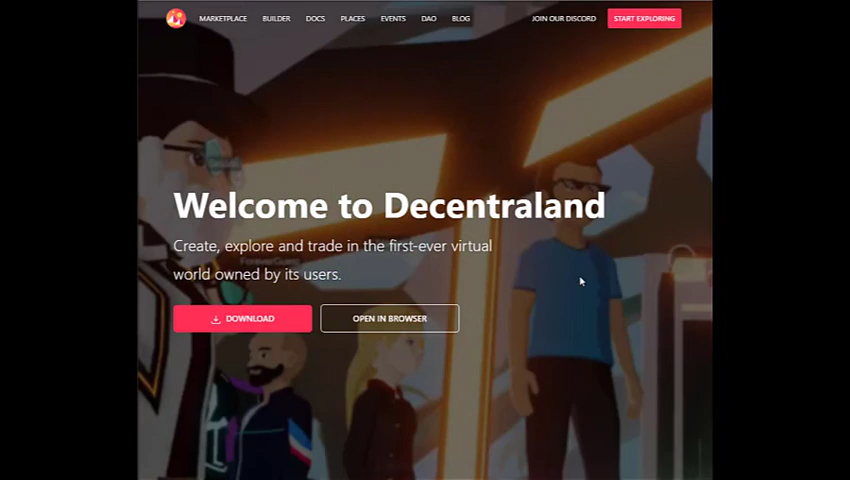 MARKETPLACE BUILDER DOCS PLACES EVENTS DAO BLOG JOIN OUR DISCORD START EXPLORING
Welcome to Decentraland
Create, explore and trade in the first-ever virtual
world owned by its users.
DOWNLOAD OPEN IN BROWSER